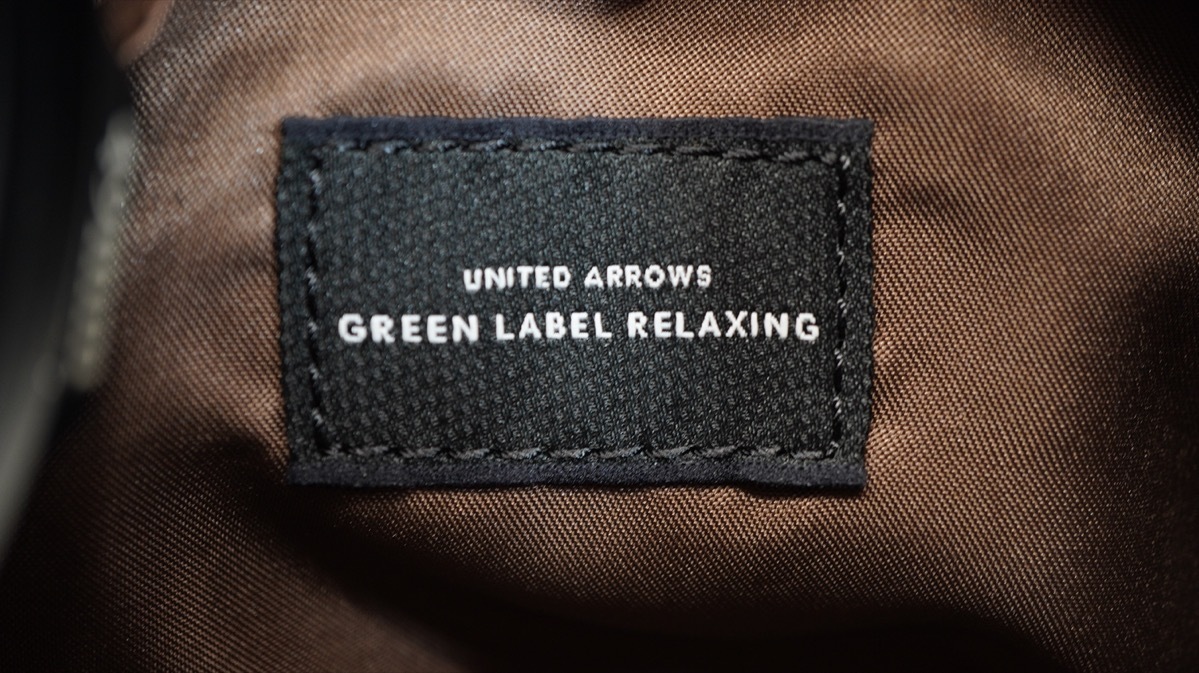 UNITED ARROWS
GREEN LABEL RELAXING